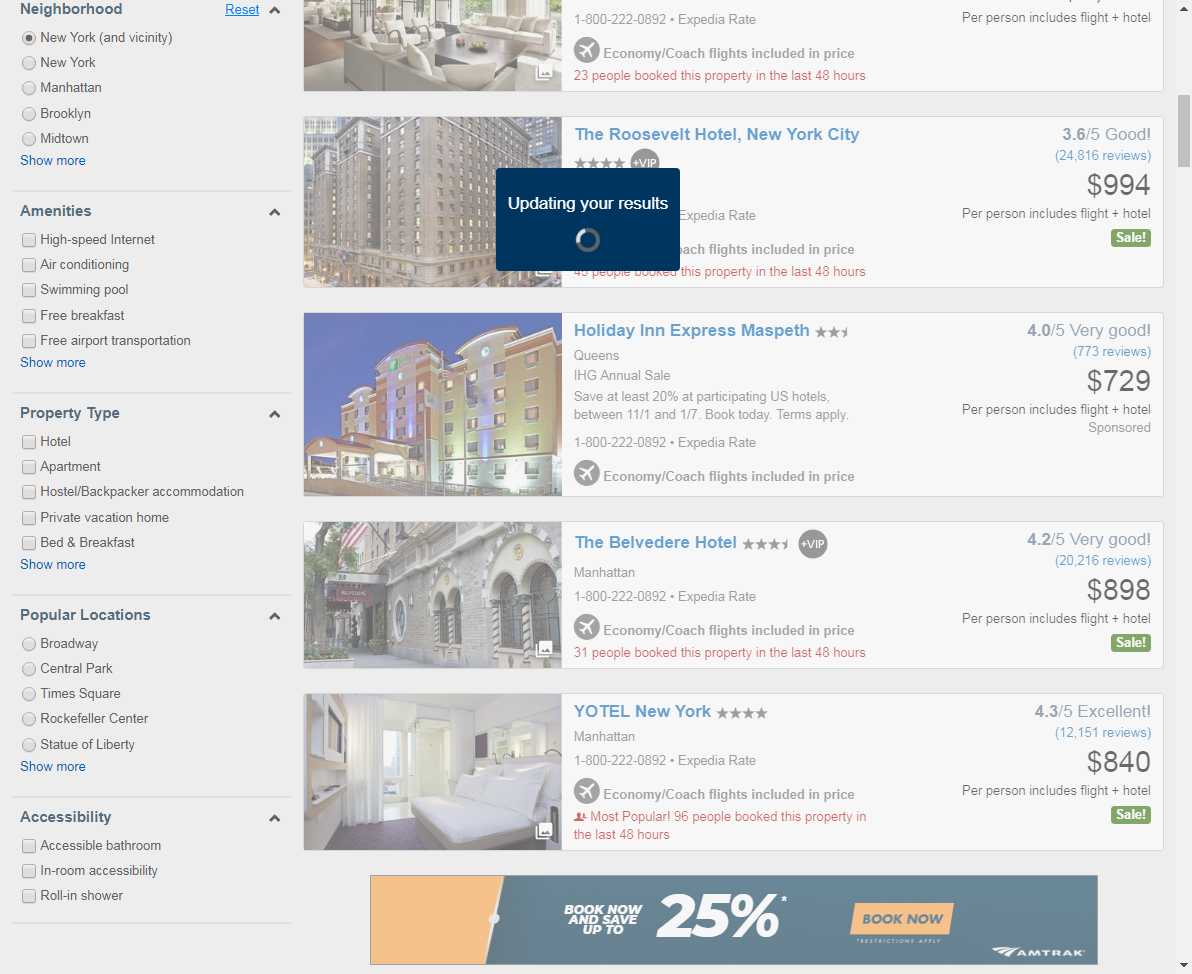 Neighborhood Reset
New York (and vicinity)
New York
Manhattan
Brooklyn
Midtown
Show more
Amenities
High-speed Internet
Air conditioning
Swimming pool
Free breakfast
Free airport transportation
Show more
Property Type
Hotel
Apartment
Hostel/Backpacker accommodation
Private vacation home
Bed & Breakfast
Show more
Popular Locations
Broadway
Central Park
Times Square
Rockefeller Center
Statue of Liberty
Show more
Accessibility
Accessible bathroom
In-room accessibility
Roll-in shower
1-800-222-0892 • Expedia Rate
Economy/Coach flights included in price
23 people booked this property in the last 48 hours
Per person includes flight + hotel
The Roosevelt Hotel, New York City
+VIP
Updating your results
Expedia Rate
flights included in price
people booked this property in the last 48 hours
3.6/5 Good!
(24,816 reviews)
$994
Per person includes flight + hotel
Sale!
Holiday Inn Express Maspeth
Queens
IHG Annual Sale
Save at least 20% at participating US hotels,
between 11/1 and 1/7. Book today. Terms apply.
1-800-222-0892 • Expedia Rate
Economy/Coach flights included in price
4.0/5 Very good!
(773 reviews)
$729
Per person includes flight + hotel
Sponsored
The Belvedere Hotel +VIP
Manhattan
1-800-222-0892 • Expedia Rate
Economy/Coach flights included in price
31 people booked this property in the last 48 hours
4.2/5 Very good!
(20,216 reviews)
$898
Per person includes flight + hotel
Sale!
YOTEL New York
Manhattan
1-800-222-0892 • Expedia Rate
Economy/Coach flights included in price
Most Popular! 96 people booked this property in
the last 48 hours
4.3/5 Excellent!
(12,151 reviews)
$840
Per person includes flight + hotel
Sale!
BOOK NOW
AND SAVE
UP TO
25%*
BOOK NOW
*RESTRICTIONS APPLY
AMTRAK